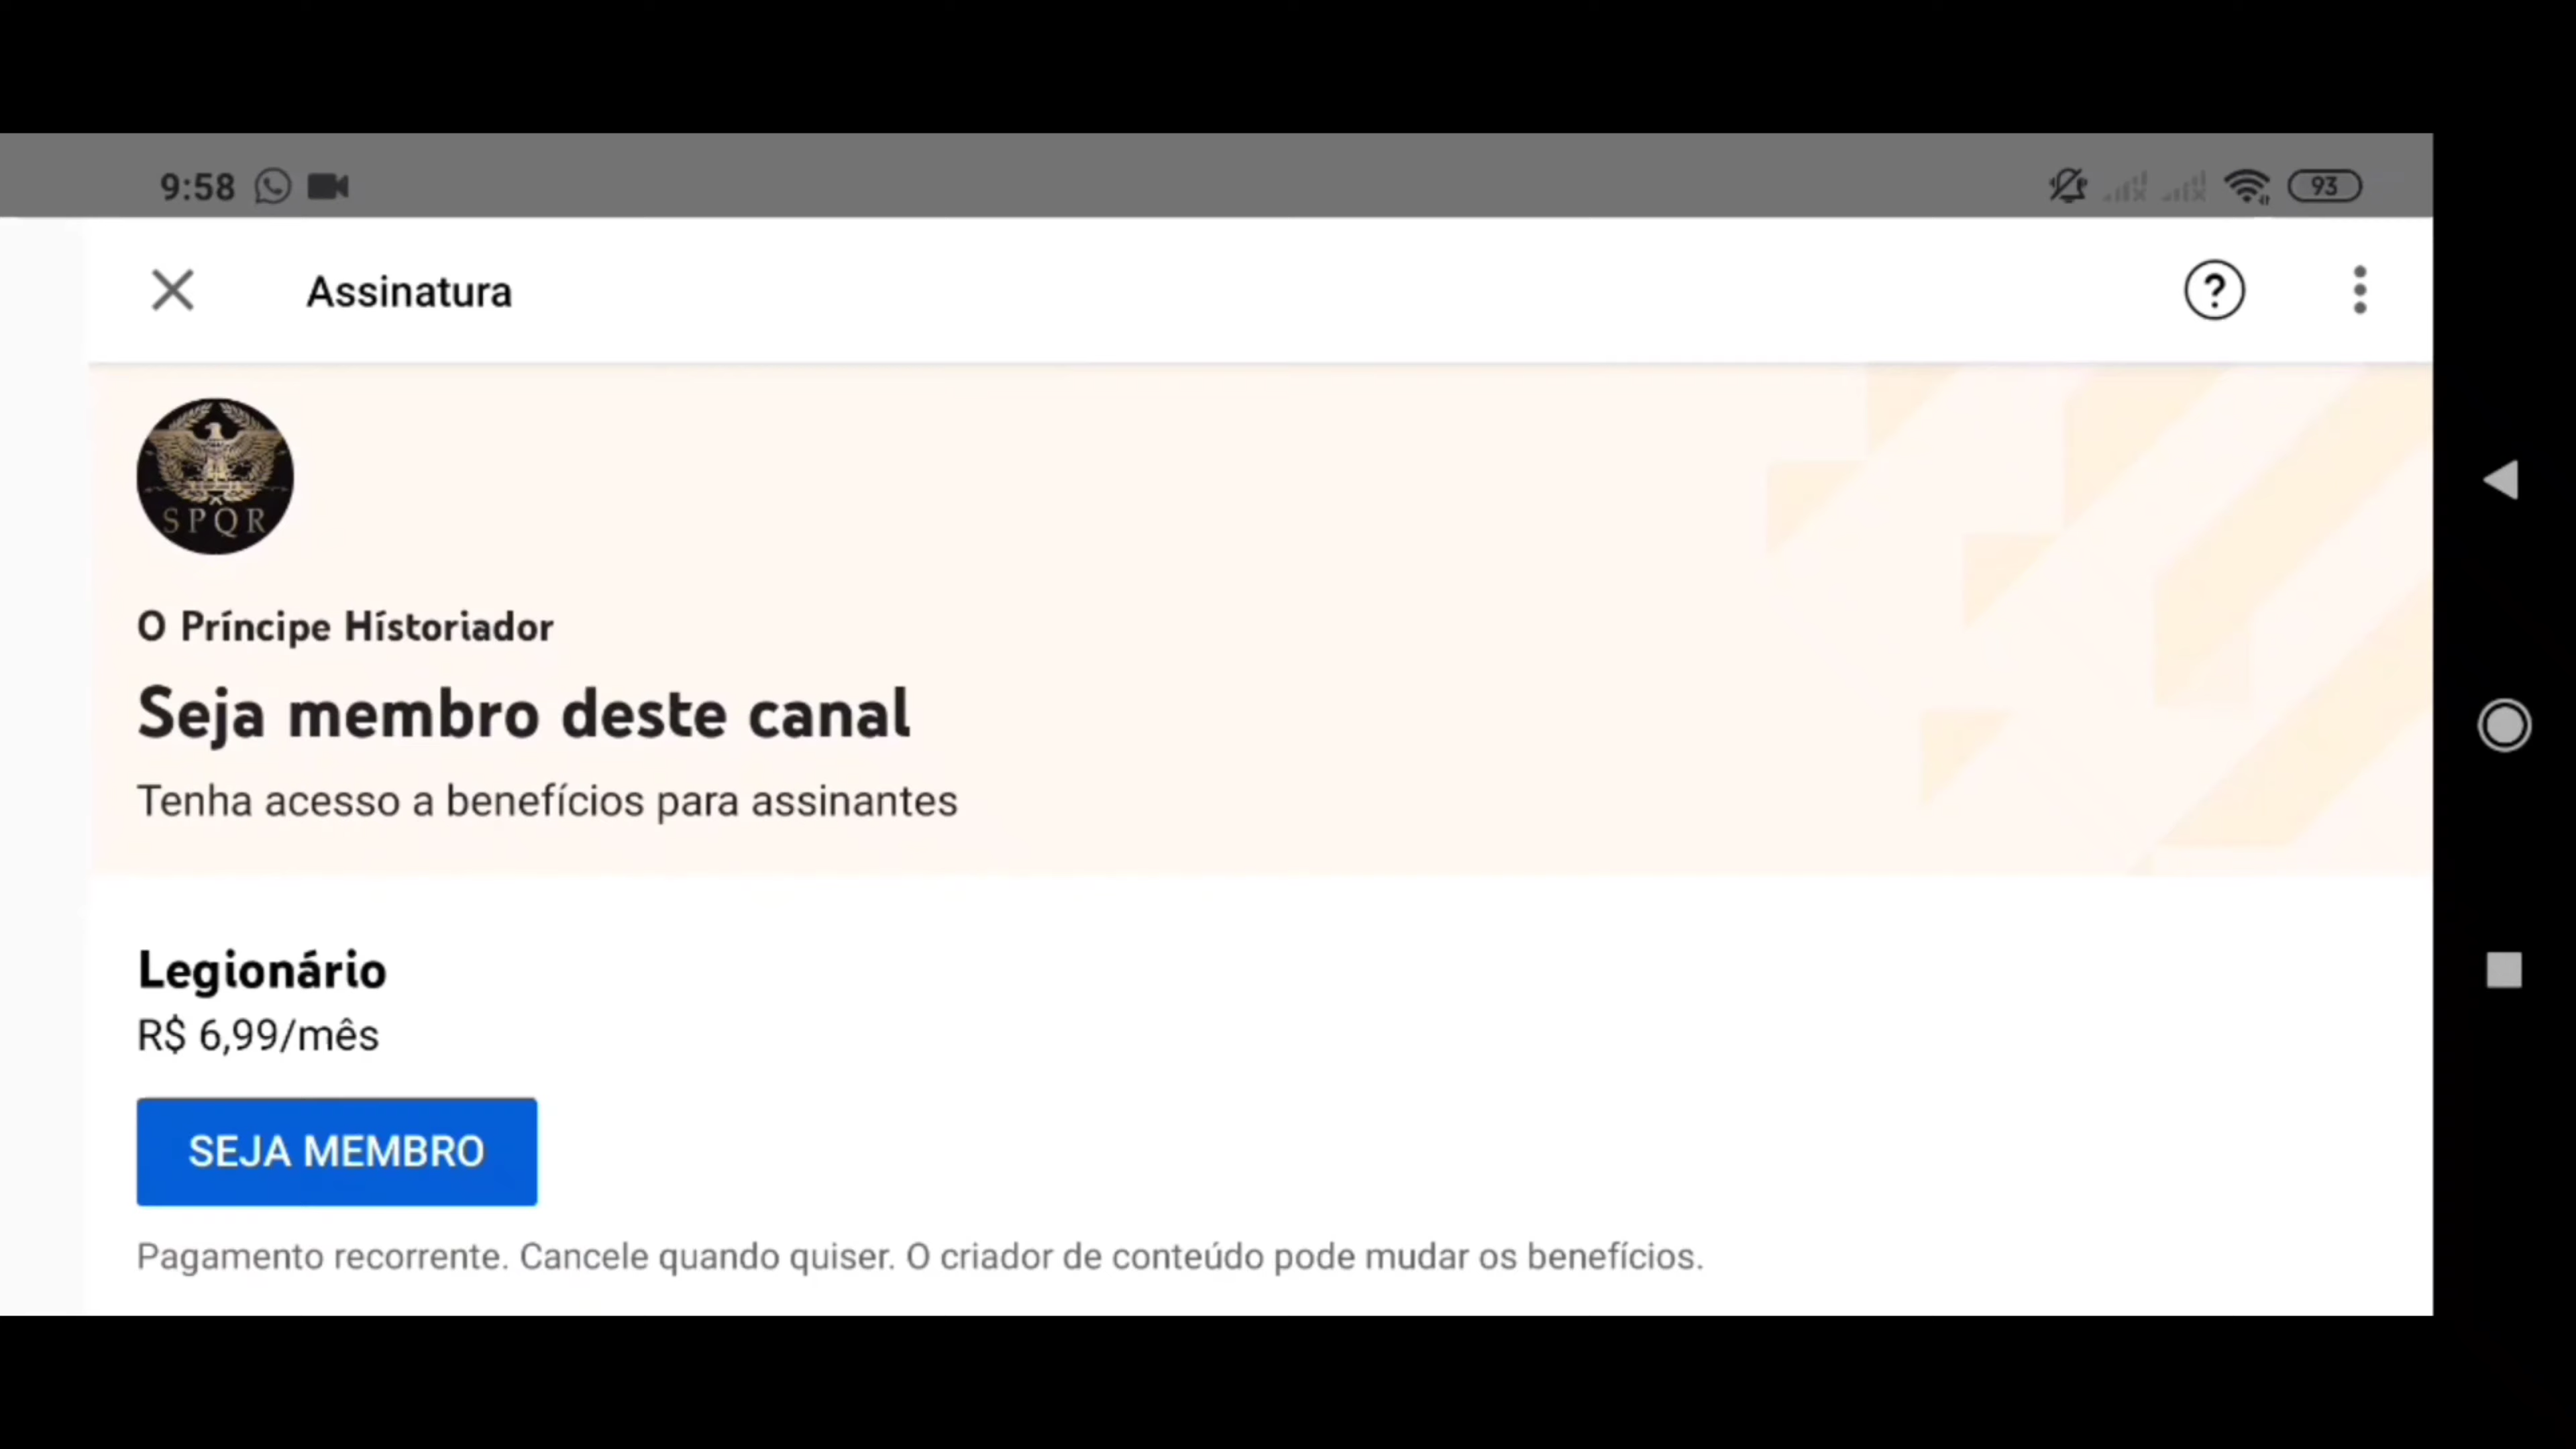 9:58
93
Assinatura
SPQR
O Príncipe Hístoriador
Seja membro deste canal
Tenha acesso a benefícios para assinantes
Legionário
R$ 6,99/mês
SEJA MEMBRO
Pagamento recorrente. Cancele quando quiser. O criador de conteúdo pode mudar os benefícios.